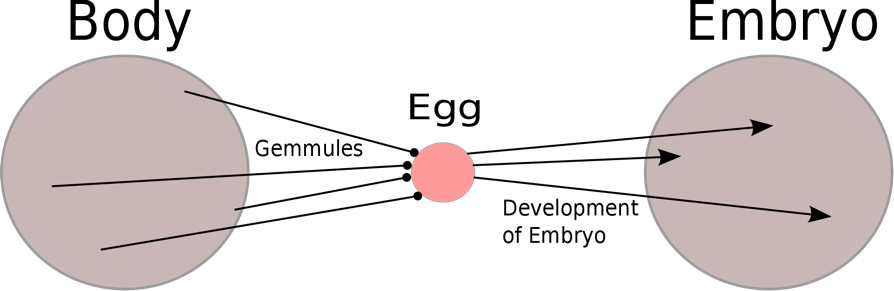 Body
Embryo
Egg
Gemmules
Development
of Embryo